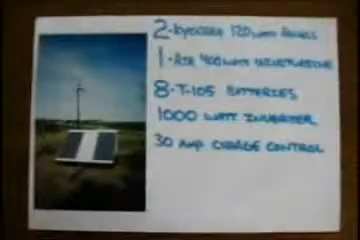 2-Kyocera 120 watt Panels
1-Air 400 watt Windturbine
8-T-105 Batteries
1000 watt Inverter
30 Amp Charge Control